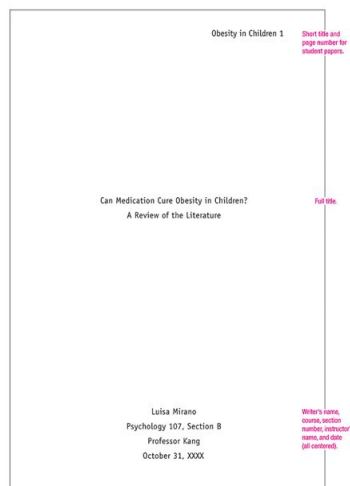 Obesity in Children 1
Short title and
page number for
student papers.
Can Medication Cure Obesity in Children?
A Review of the Literature
Full title.
Luisa Mirano
Psychology 107, Section B
Professor Kang
October 31, XXXX
Writer's name,
course, section
number, instructor
name, and date
(all centered).